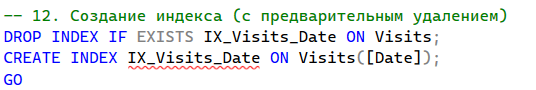 -- 12. Создание индекса (с предварительным удалением)
DROP INDEX IF EXISTS IX_Visits_Date ON Visits;
CREATE INDEX IX_Visits_Date ON Visits([Date]);
GO